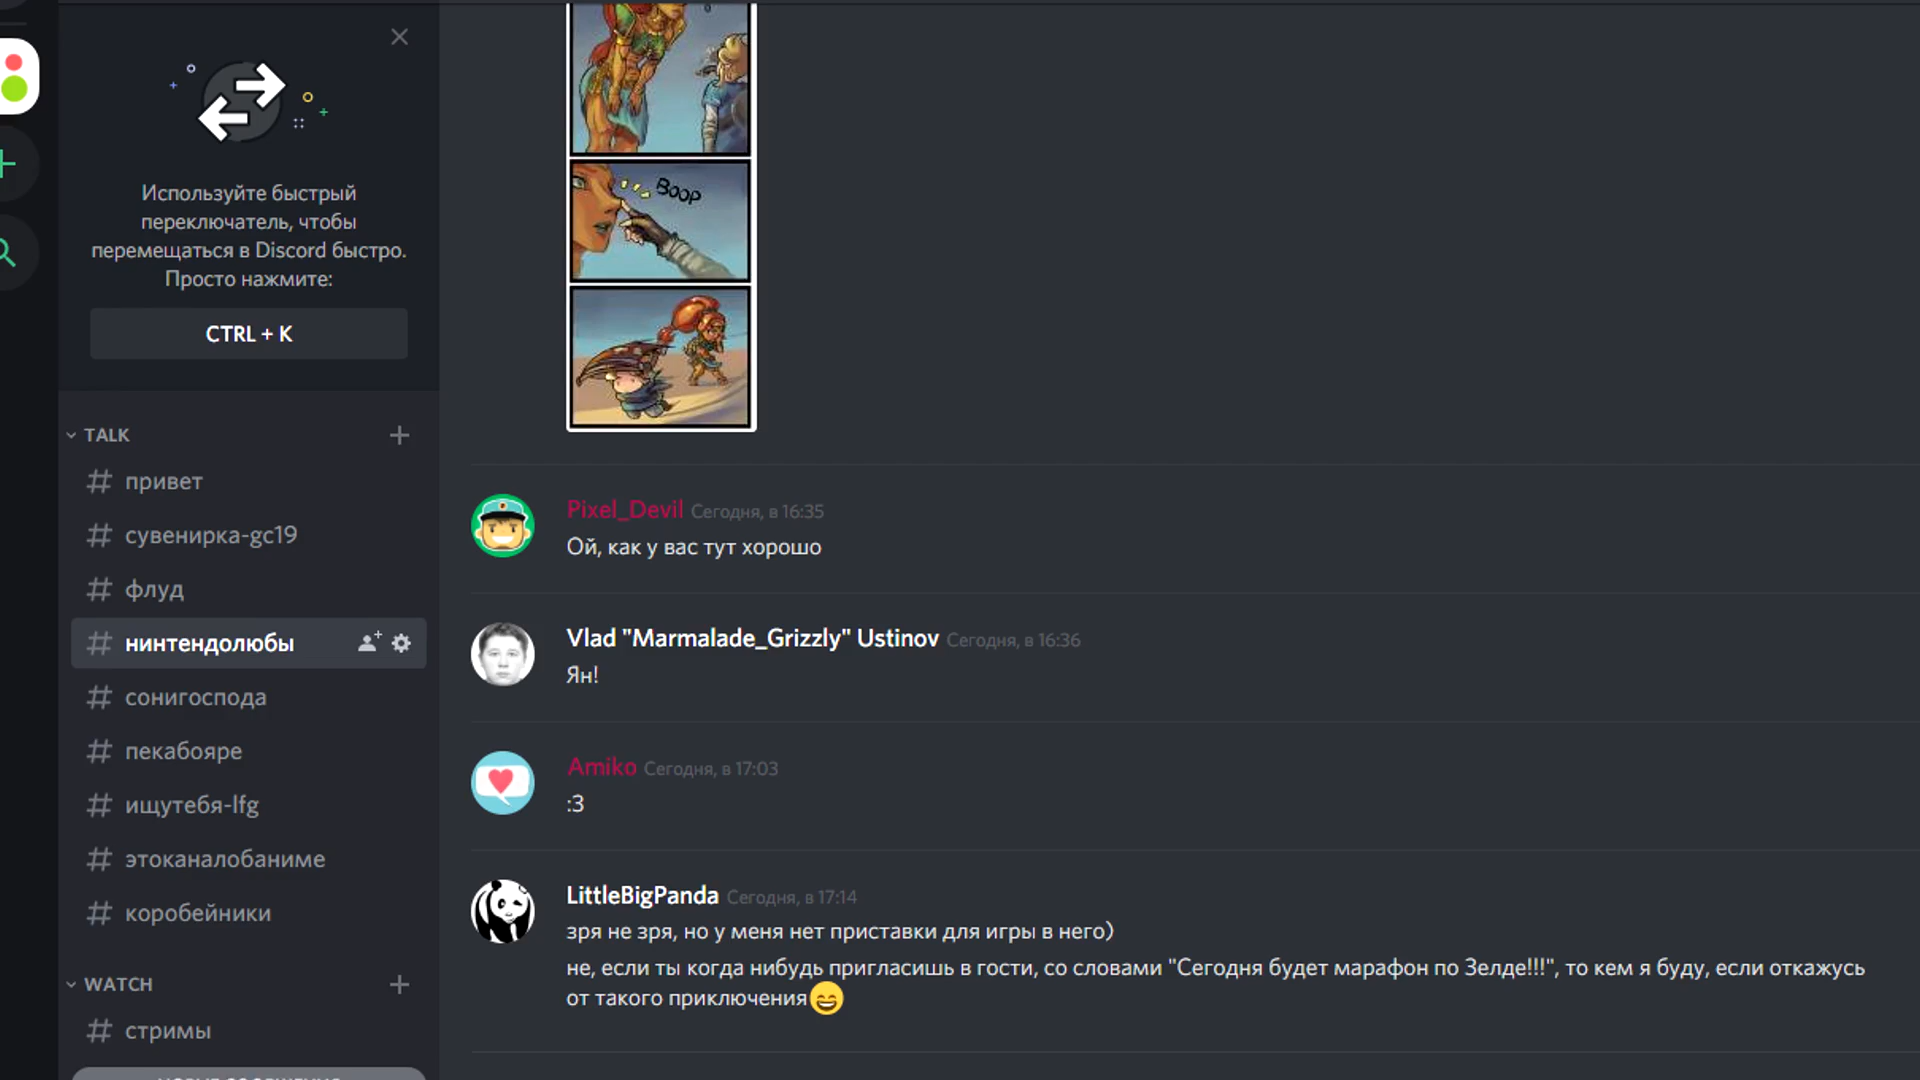 Используйте быстрый
переключатель, чтобы
перемещаться в Discord быстро.
Просто нажмите:
CTRL + K
TALK
# привет
# сувенирка-gc19
# флуд
# нинтендолюбы
# сонигоспода
# пекабояре
# ищутебя-lfg
# этоканалобаниме
# коробейники
WATCH
# стримы
BOOP
Pixel_Devil Сегодня, в 16:35
Ой, как у вас тут хорошо
Vlad "Marmalade_Grizzly" Ustinov Сегодня, в 16:36
Ян!
Amiko Сегодня, в 17:03
:3
LittleBigPanda Сегодня, в 17:14
зря не зря, но у меня нет приставки для игры в него)
не, если ты когда нибудь пригласишь в гости, со словами "Сегодня будет марафон по Зелде!!!", то кем я буду, если откажусь
от такого приключения😄